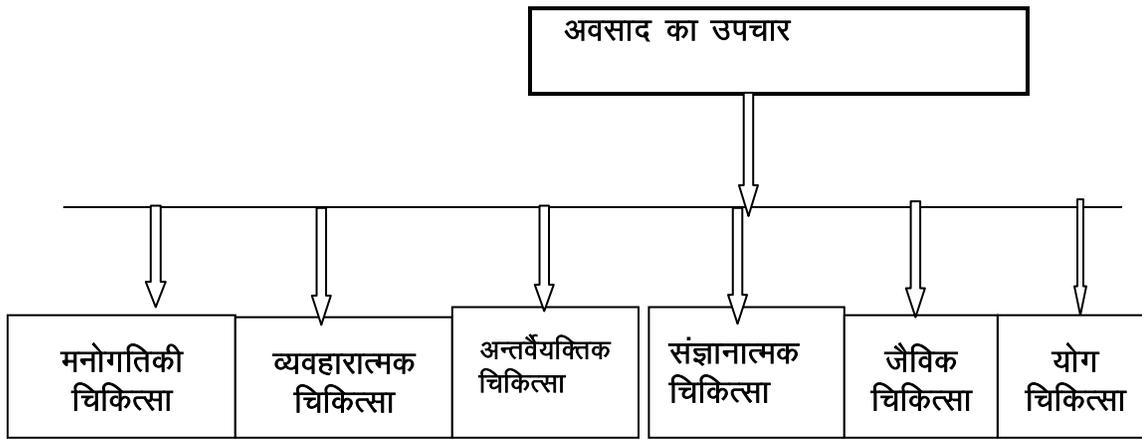 अवसाद का उपचार
मनोगतिकी
चिकित्सा
व्यवहारात्मक
चिकित्सा
अन्तर्वैयक्तिक
चिकित्सा
संज्ञानात्मक
चिकित्सा
जैविक
चिकित्सा
योग
चिकित्सा